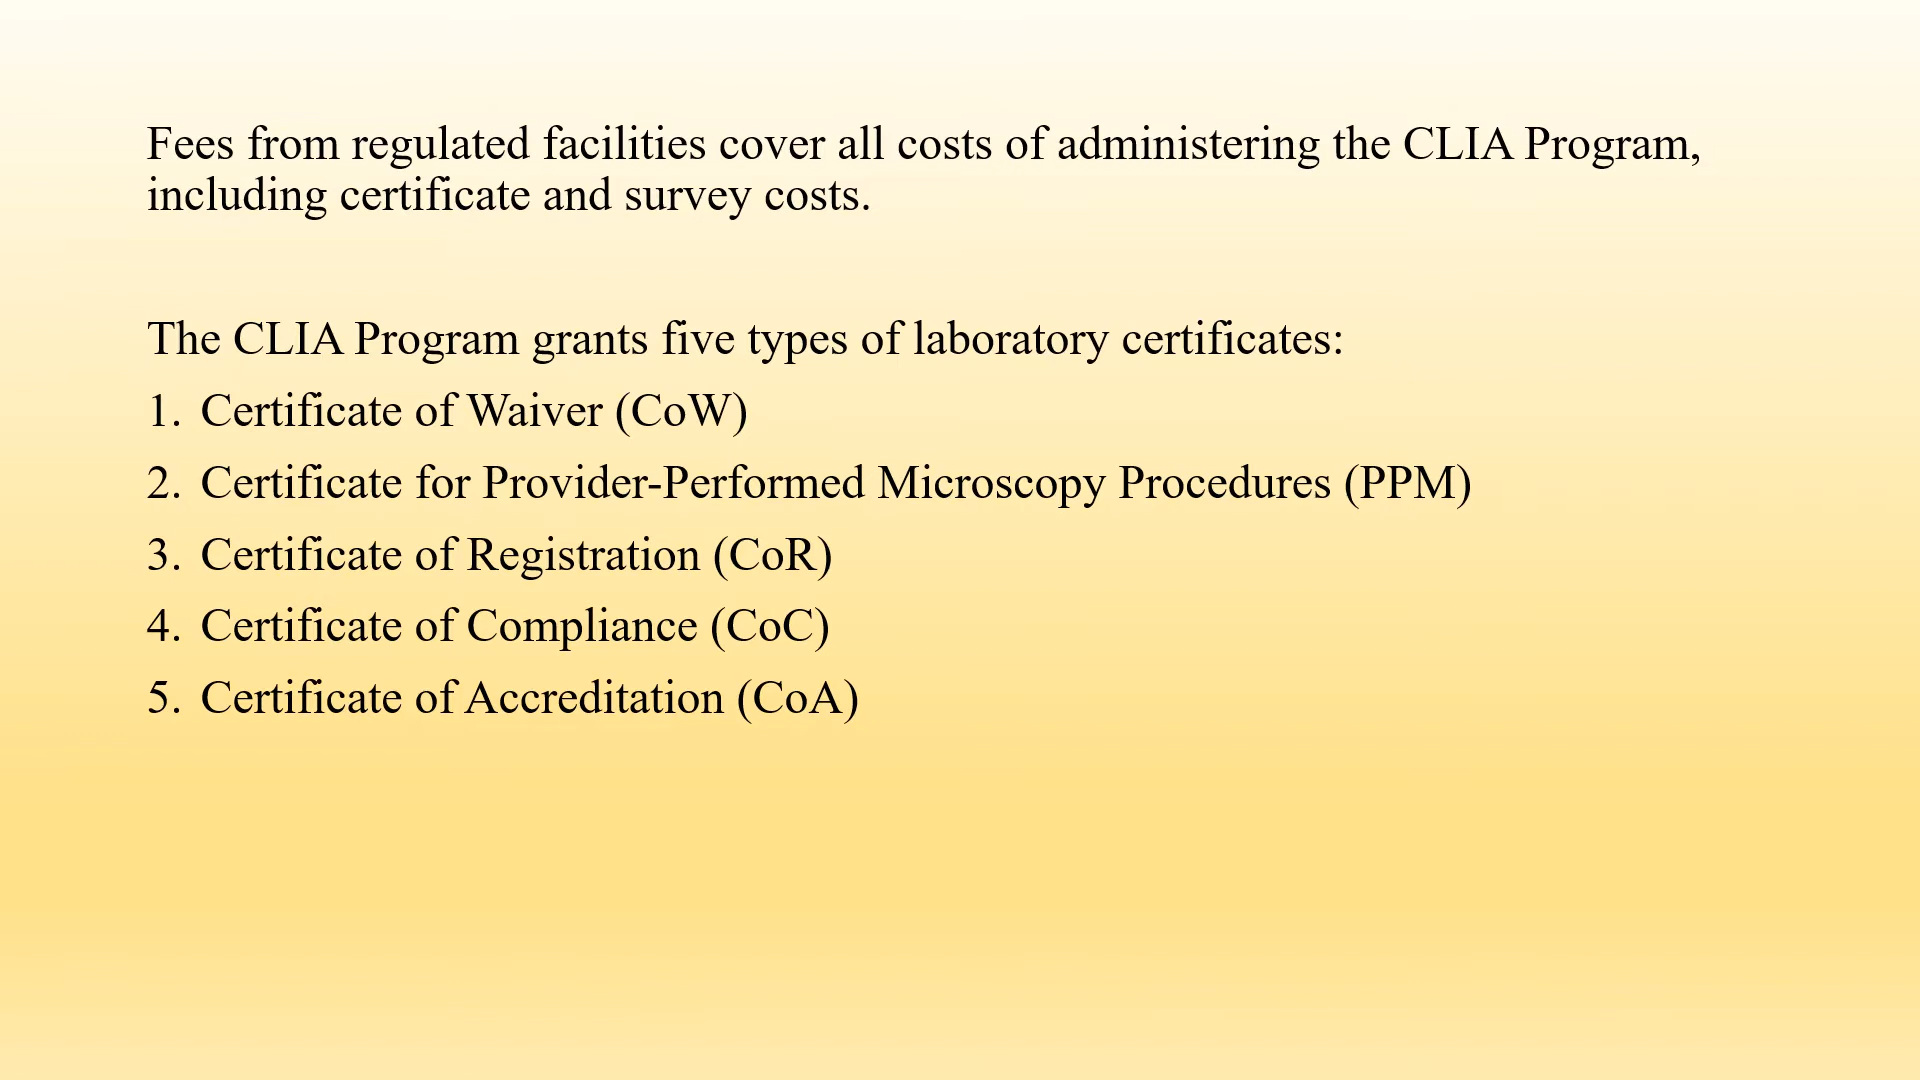 Fees from regulated facilities cover all costs of administering the CLIA Program,
including certificate and survey costs.
The CLIA Program grants five types of laboratory certificates:
1. Certificate of Waiver (CoW)
2. Certificate for Provider-Performed Microscopy Procedures (PPM)
3. Certificate of Registration (CoR)
4. Certificate of Compliance (CoC)
5. Certificate of Accreditation (CoA)